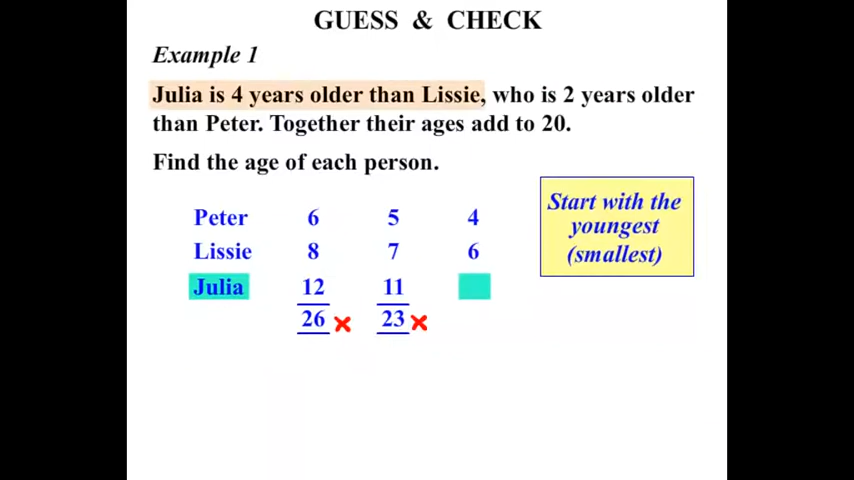 GUESS & CHECK
Example 1
Julia is 4 years older than Lissie, who is 2 years older
than Peter. Together their ages add to 20.
Find the age of each person.
Start with the
youngest
(smallest)
Peter 6 5 4
Lissie 8 7 6
Julia 12 11
26 × 23 ×